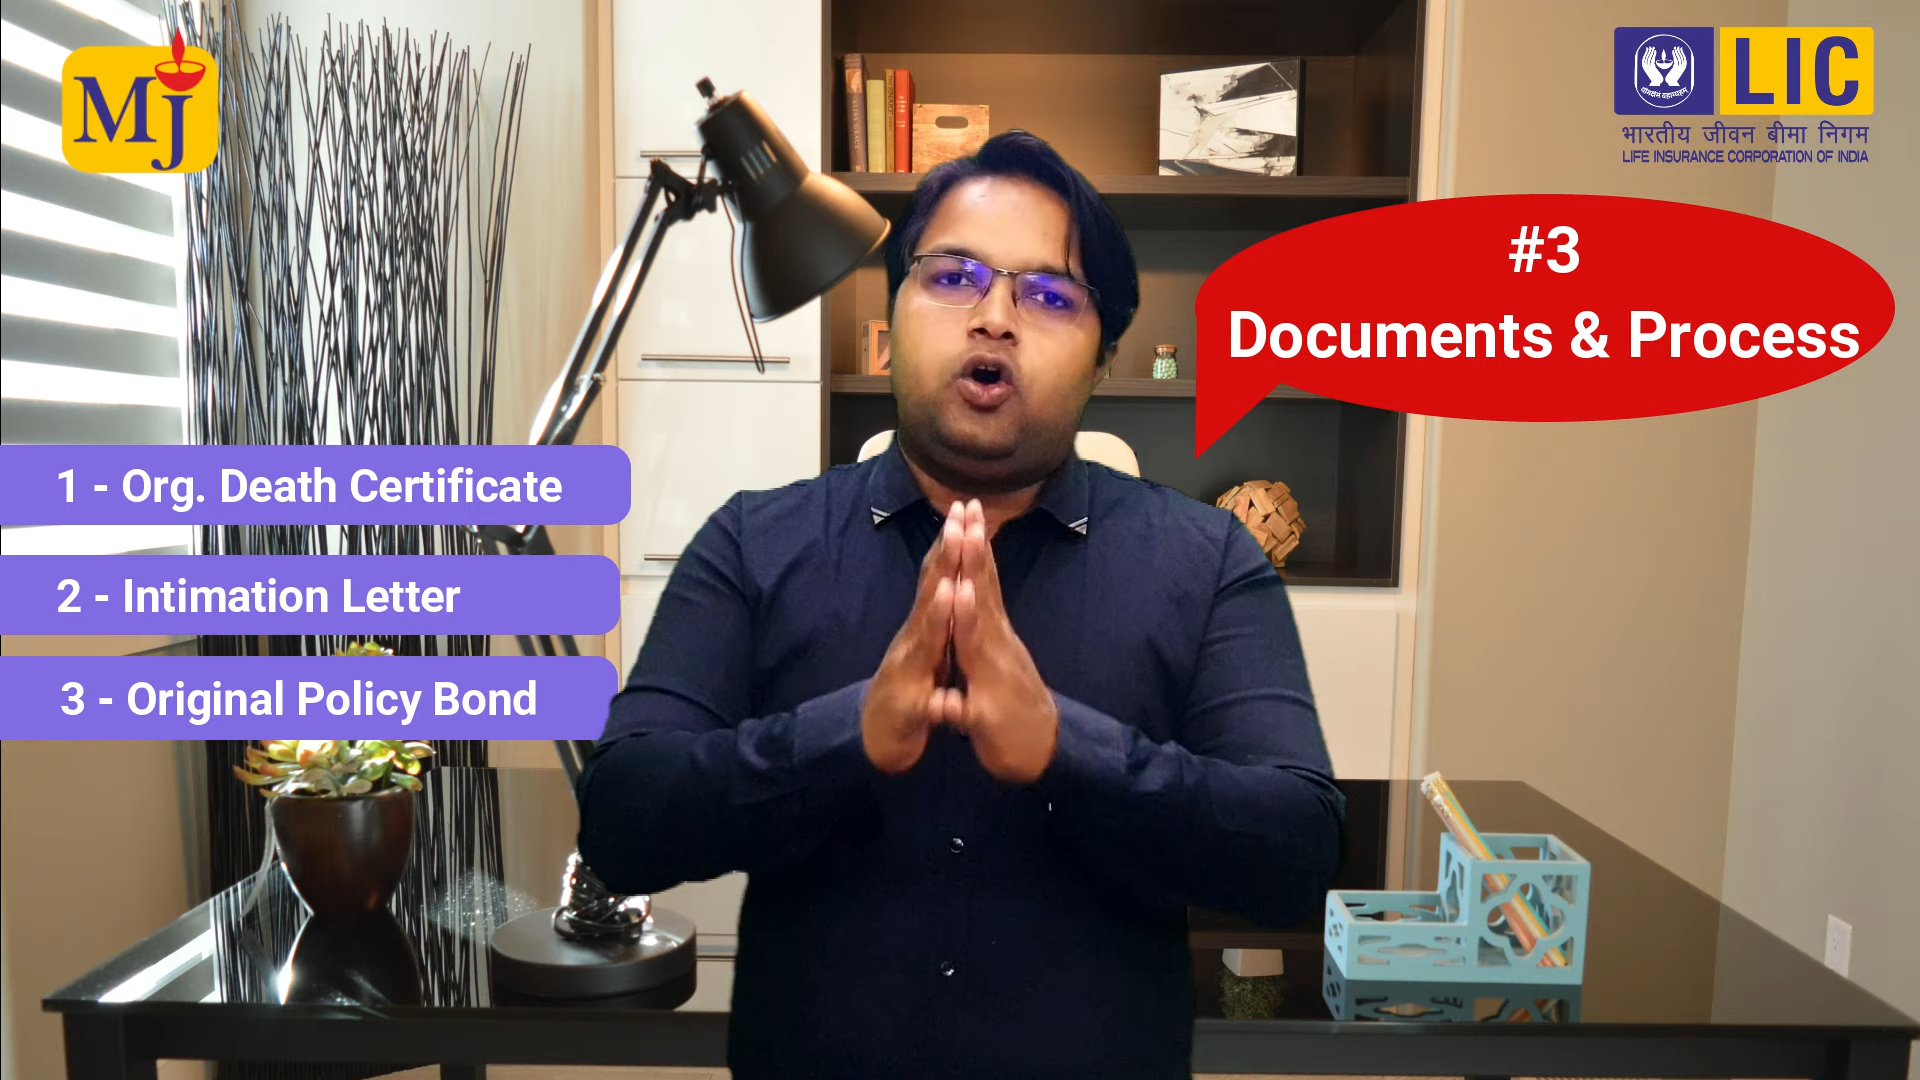 MJ
LIC
भारतीय जीवन बीमा निगम
LIFE INSURANCE CORPORATION OF INDIA
#3
Documents & Process
1 - Org. Death Certificate
2 - Intimation Letter
3 - Original Policy Bond